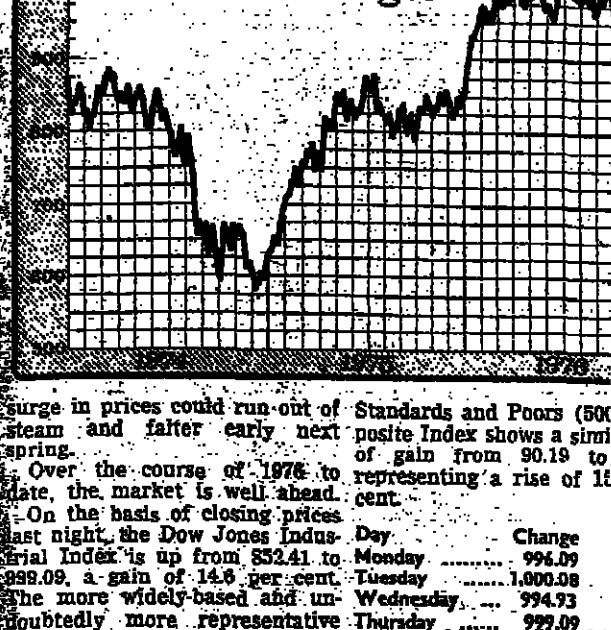 900
800
700
600
500
1974
1975
1976
surge in prices could run out of
steam and falter early next
spring.
Over the course of 1976 to
date, the market is well ahead.
On the basis of closing prices
last night, the Dow Jones Indus-
trial Index is up from 852.41 to
999.09, a gain of 14.6 per cent.
The more widely-based and un-
doubtedly more representative
Standards and Poors (500
posite Index shows a simi
of gain from 90.19 to
representing a rise of
cent.
Day Change
Monday ......... 996.09
Tuesday ...... 1,000.08
Wednesday ... 994.93
Thursday ...... 999.09